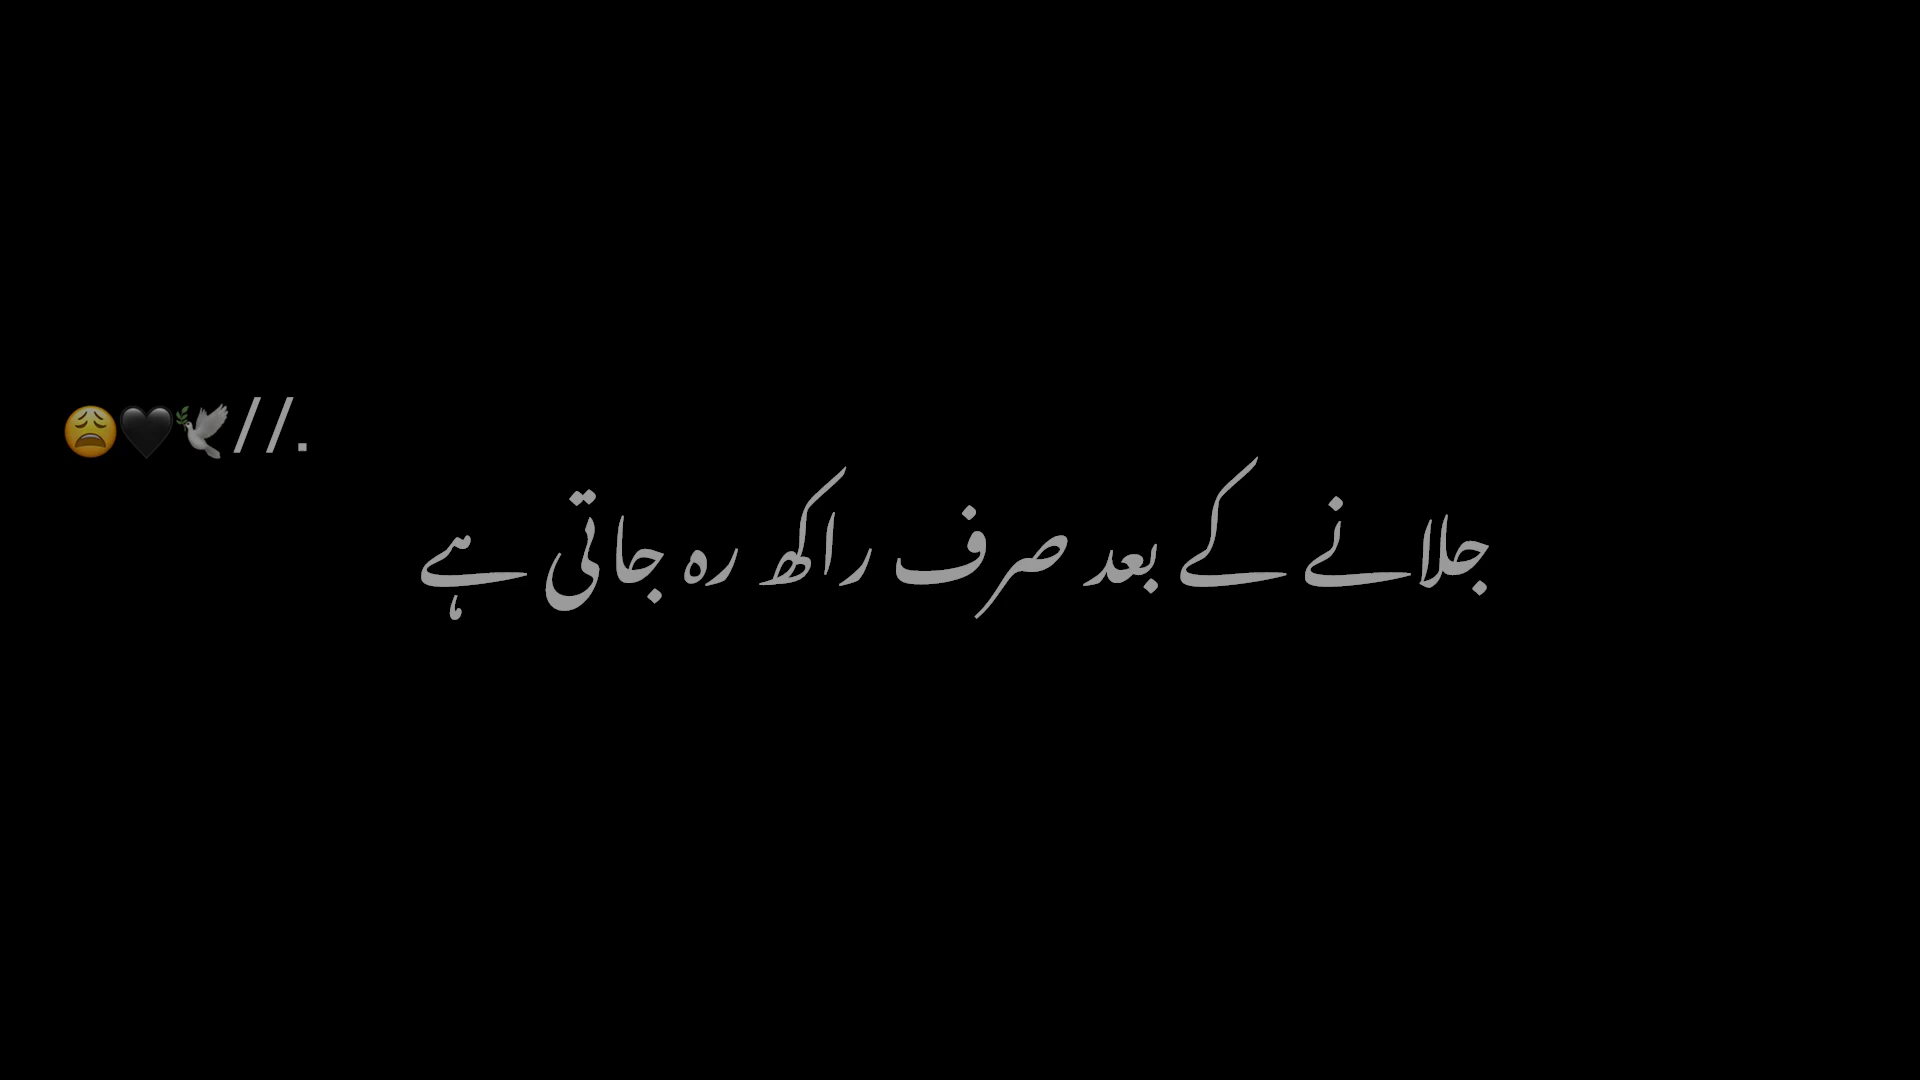 😩🖤🕊️//.
جلانے کے بعد صرف راکھ رہ جاتی ہے